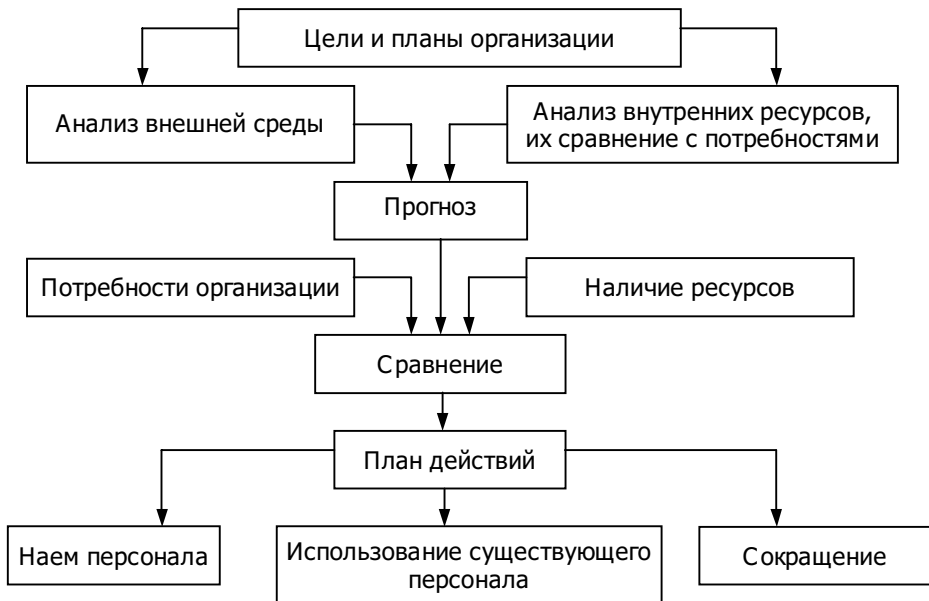 Цели и планы организации
Анализ внешней среды
Анализ внутренних ресурсов,
их сравнение с потребностями
Прогноз
Потребности организации
Наличие ресурсов
Сравнение
План действий
Наем персонала
Использование существующего
персонала
Сокращение